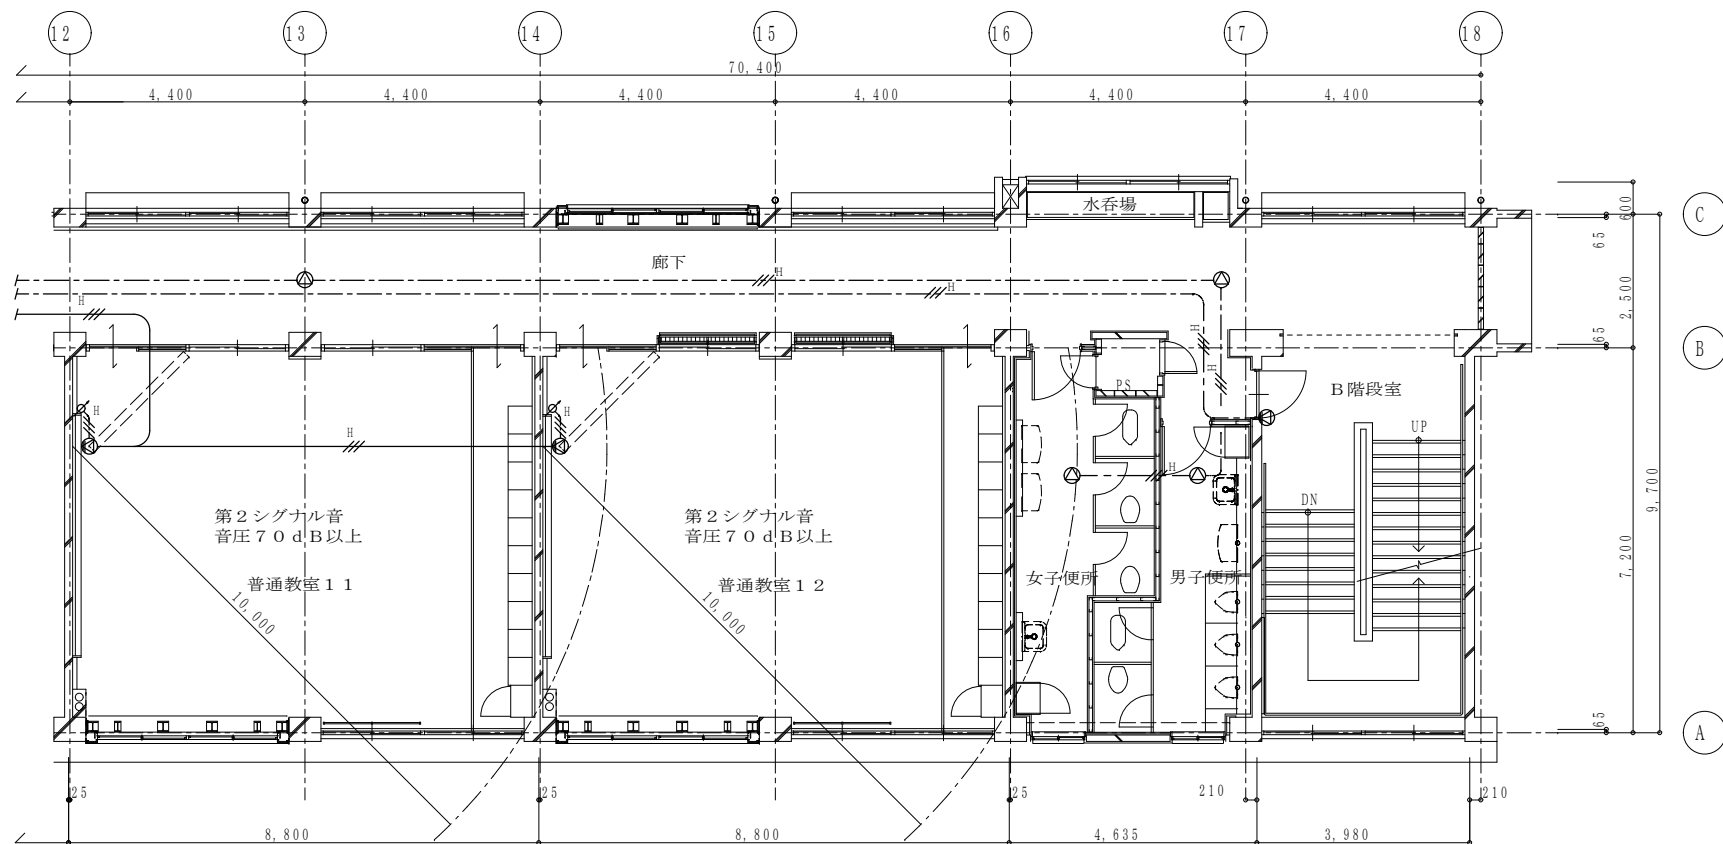 12 13 14 15 16 17 18
70,400
4,400 4,400 4,400 4,400 4,400 4,400
水呑場
C
600
65
廊下
H
H
H
2,500
H
H
65
B
PS
B階段室
H
H
H
UP
H
DN
9,700
第2シグナル音
音圧70dB以上
第2シグナル音
音圧70dB以上
7,200
普通教室11
普通教室12
女子便所
男子便所
10,000
10,000
65
A
25 25 25 210 210
8,800 8,800 4,635 3,980